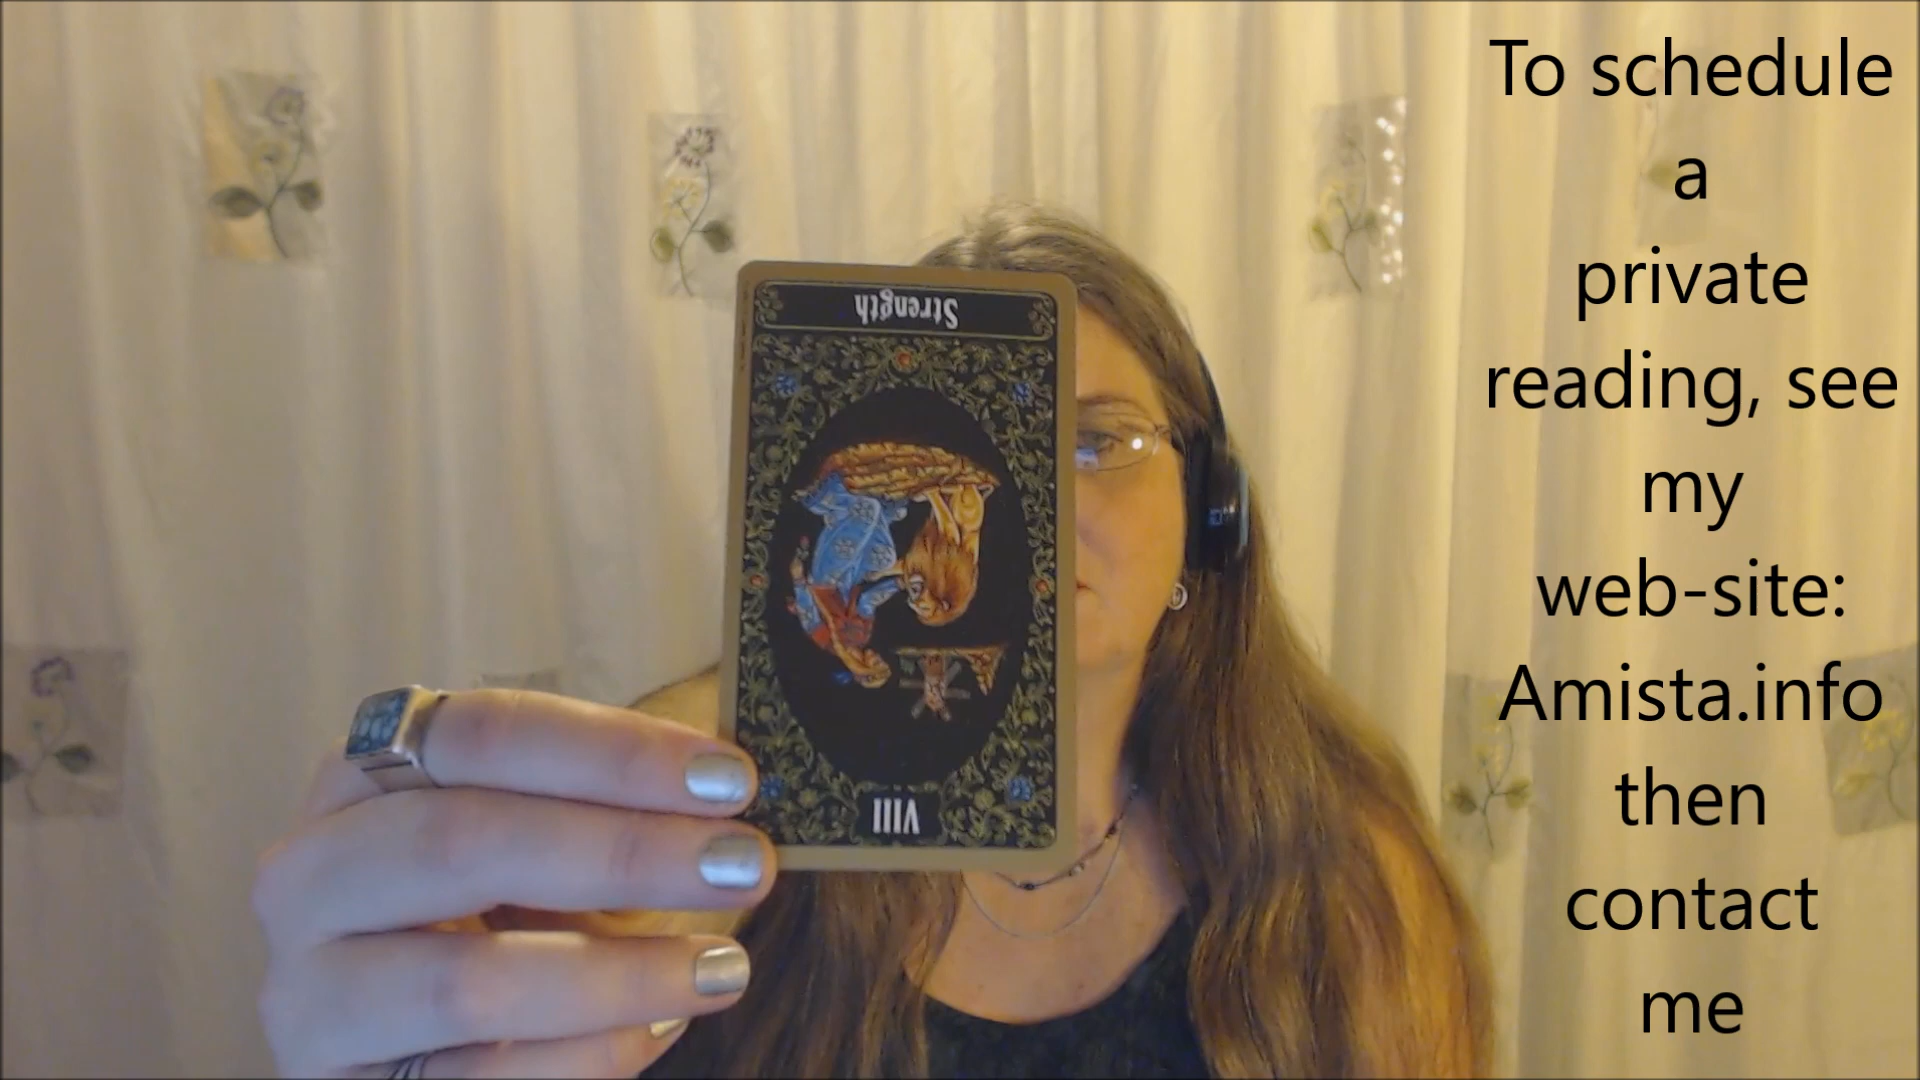 Strength
VIII
To schedule
a
private
reading, see
my
web-site:
Amista.info
then
contact
me